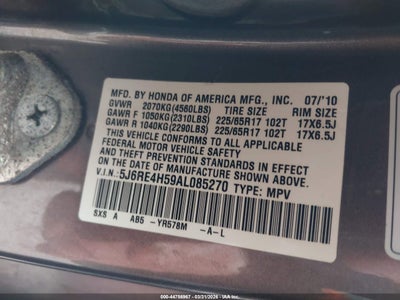 MFD. BY HONDA OF AMERICA MFG., INC. 07/'10
GVWR 2070KG(4560LBS) TIRE SIZE RIM SIZE
GAWR F 1050KG(2310LBS) 225/65R17 102T 17X6.5J
GAWR R 1040KG(2290LBS) 225/65R17 102T 17X6.5J
THIS VEHICLE CONFORMS TO ALL APPLICABLE
FEDERAL MOTOR VEHICLE SAFETY AND
THEFT PREVENTION STANDARDS IN EFFECT ON
THE DATE OF MANUFACTURE SHOWN ABOVE.
V.I.N.: 5J6RE4H59AL085270 TYPE: MPV
SXS A AB5 -YR578M -A-L
000-44758967 - 03/31/2026 - © IAA, Inc.